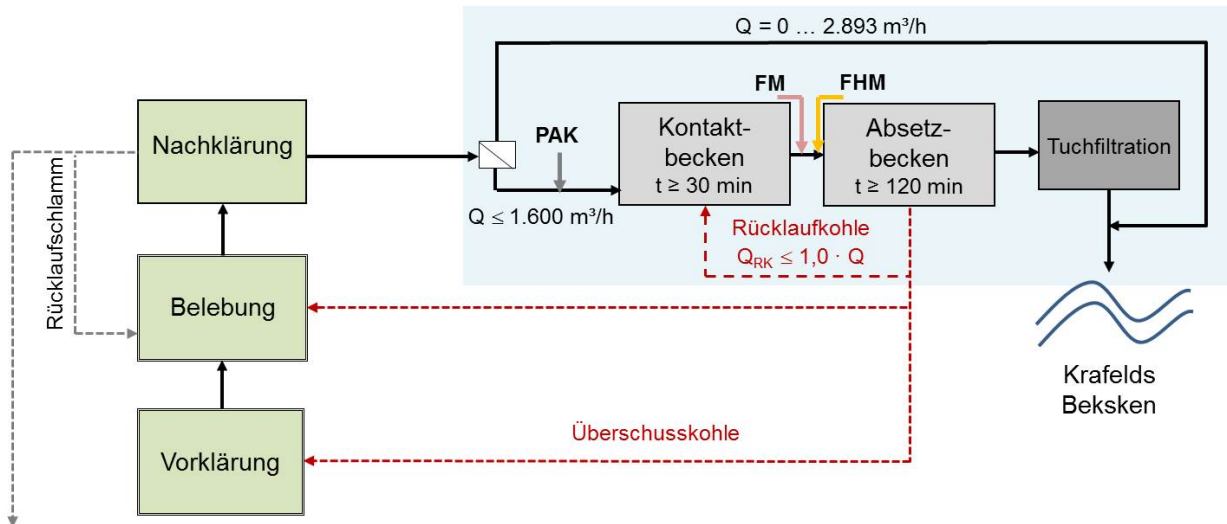 Q = 0 … 2.893 m³/h
FM
FHM
PAK
Kontakt-
becken
t ≥ 30 min
Absetz-
becken
t ≥ 120 min
Tuchfiltration
Nachklärung
Q ≤ 1.600 m³/h
Rücklaufkohle
Q_RK ≤ 1,0 · Q
Rücklaufschlamm
Belebung
Krafelds
Beksken
Überschusskohle
Vorklärung